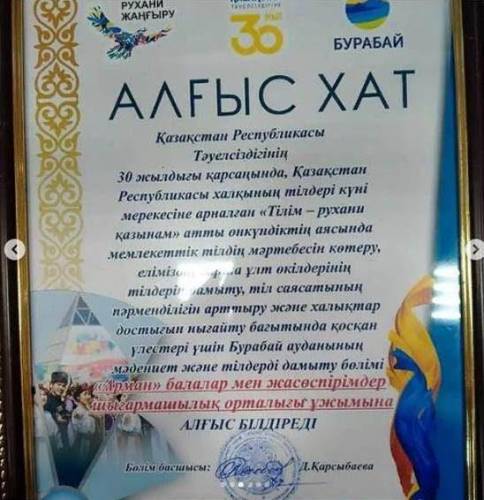 РУХАНИ
ЖАҢҒЫРУ
ТӘУЕЛСІЗДІГІНЕ
30
ЖЫЛ
БУРАБАЙ
АЛҒЫС ХАТ
Қазақстан Республикасы
Тәуелсіздігінің
30 жылдығы қарсаңында, Қазақстан
Республикасы халқының тілдері күні
мерекесіне арналған «Тілім – рухани
қазынам» атты онкүндіктің аясында
мемлекеттік тілдің мәртебесін көтеру,
ұлт өкілдерінің
тілдерін дамыту, тіл саясатының
пәрменділігін арттыру және халықтар
достығын нығайту бағытында қосқан
үлестері үшін Бурабай ауданының
мәдениет және тілдерді дамыту бөлімі
«Арман» балалар мен жасөспірімдер
шығармашылық орталығы ұжымына
АЛҒЫС БІЛДІРЕДІ
Бөлім басшысы: Д.Қарсыбаева